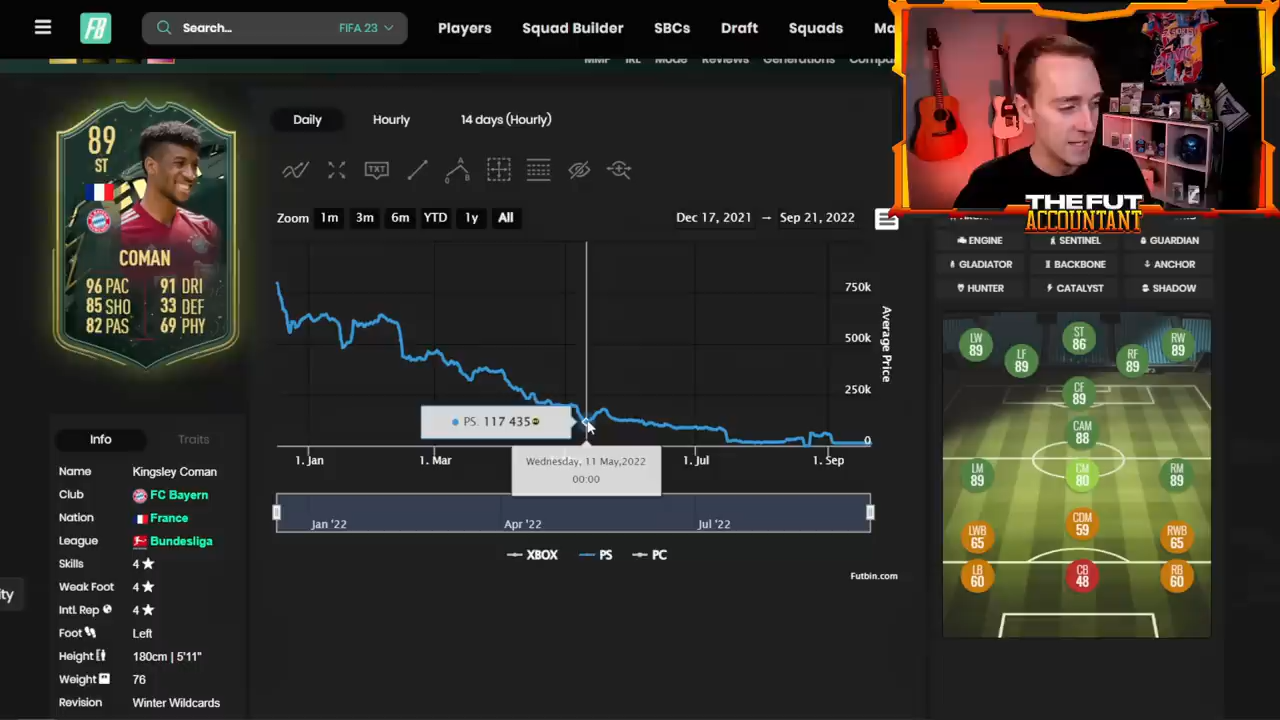 FB
Search...
FIFA 23
Players
Squad Builder
SBCs
Draft
Squads
IRL
Mode
Reviews
Generations
89
ST
COMAN
96 PAC
91 DRI
85 SHO
33 DEF
82 PAS
69 PHY
Daily
Hourly
14 days (Hourly)
TXT
Zoom
1m
3m
6m
YTD
1y
All
Dec 17, 2021 → Sep 21, 2022
750k
500k
250k
0
Average Price
PS: 117 435
Wednesday, 11 May,2022
00:00
1. Jan
1. Mar
1. Jul
1. Sep
Jan '22
Apr '22
Jul '22
XBOX
PS
PC
Futbin.com
THE FUT
ACCOUNTANT
ENGINE
SENTINEL
GUARDIAN
GLADIATOR
BACKBONE
ANCHOR
HUNTER
CATALYST
SHADOW
LW
89
LF
89
ST
86
RF
89
RW
89
CF
89
CAM
88
LM
89
CM
80
RM
89
CDM
59
LWB
65
RWB
65
LB
60
CB
48
RB
60
Info
Traits
Name Kingsley Coman
Club FC Bayern
Nation France
League Bundesliga
Skills 4★
Weak Foot 4★
Intl. Rep 4★
Foot Left
Height 180cm | 5'11"
Weight 76
Revision Winter Wildcards
ty